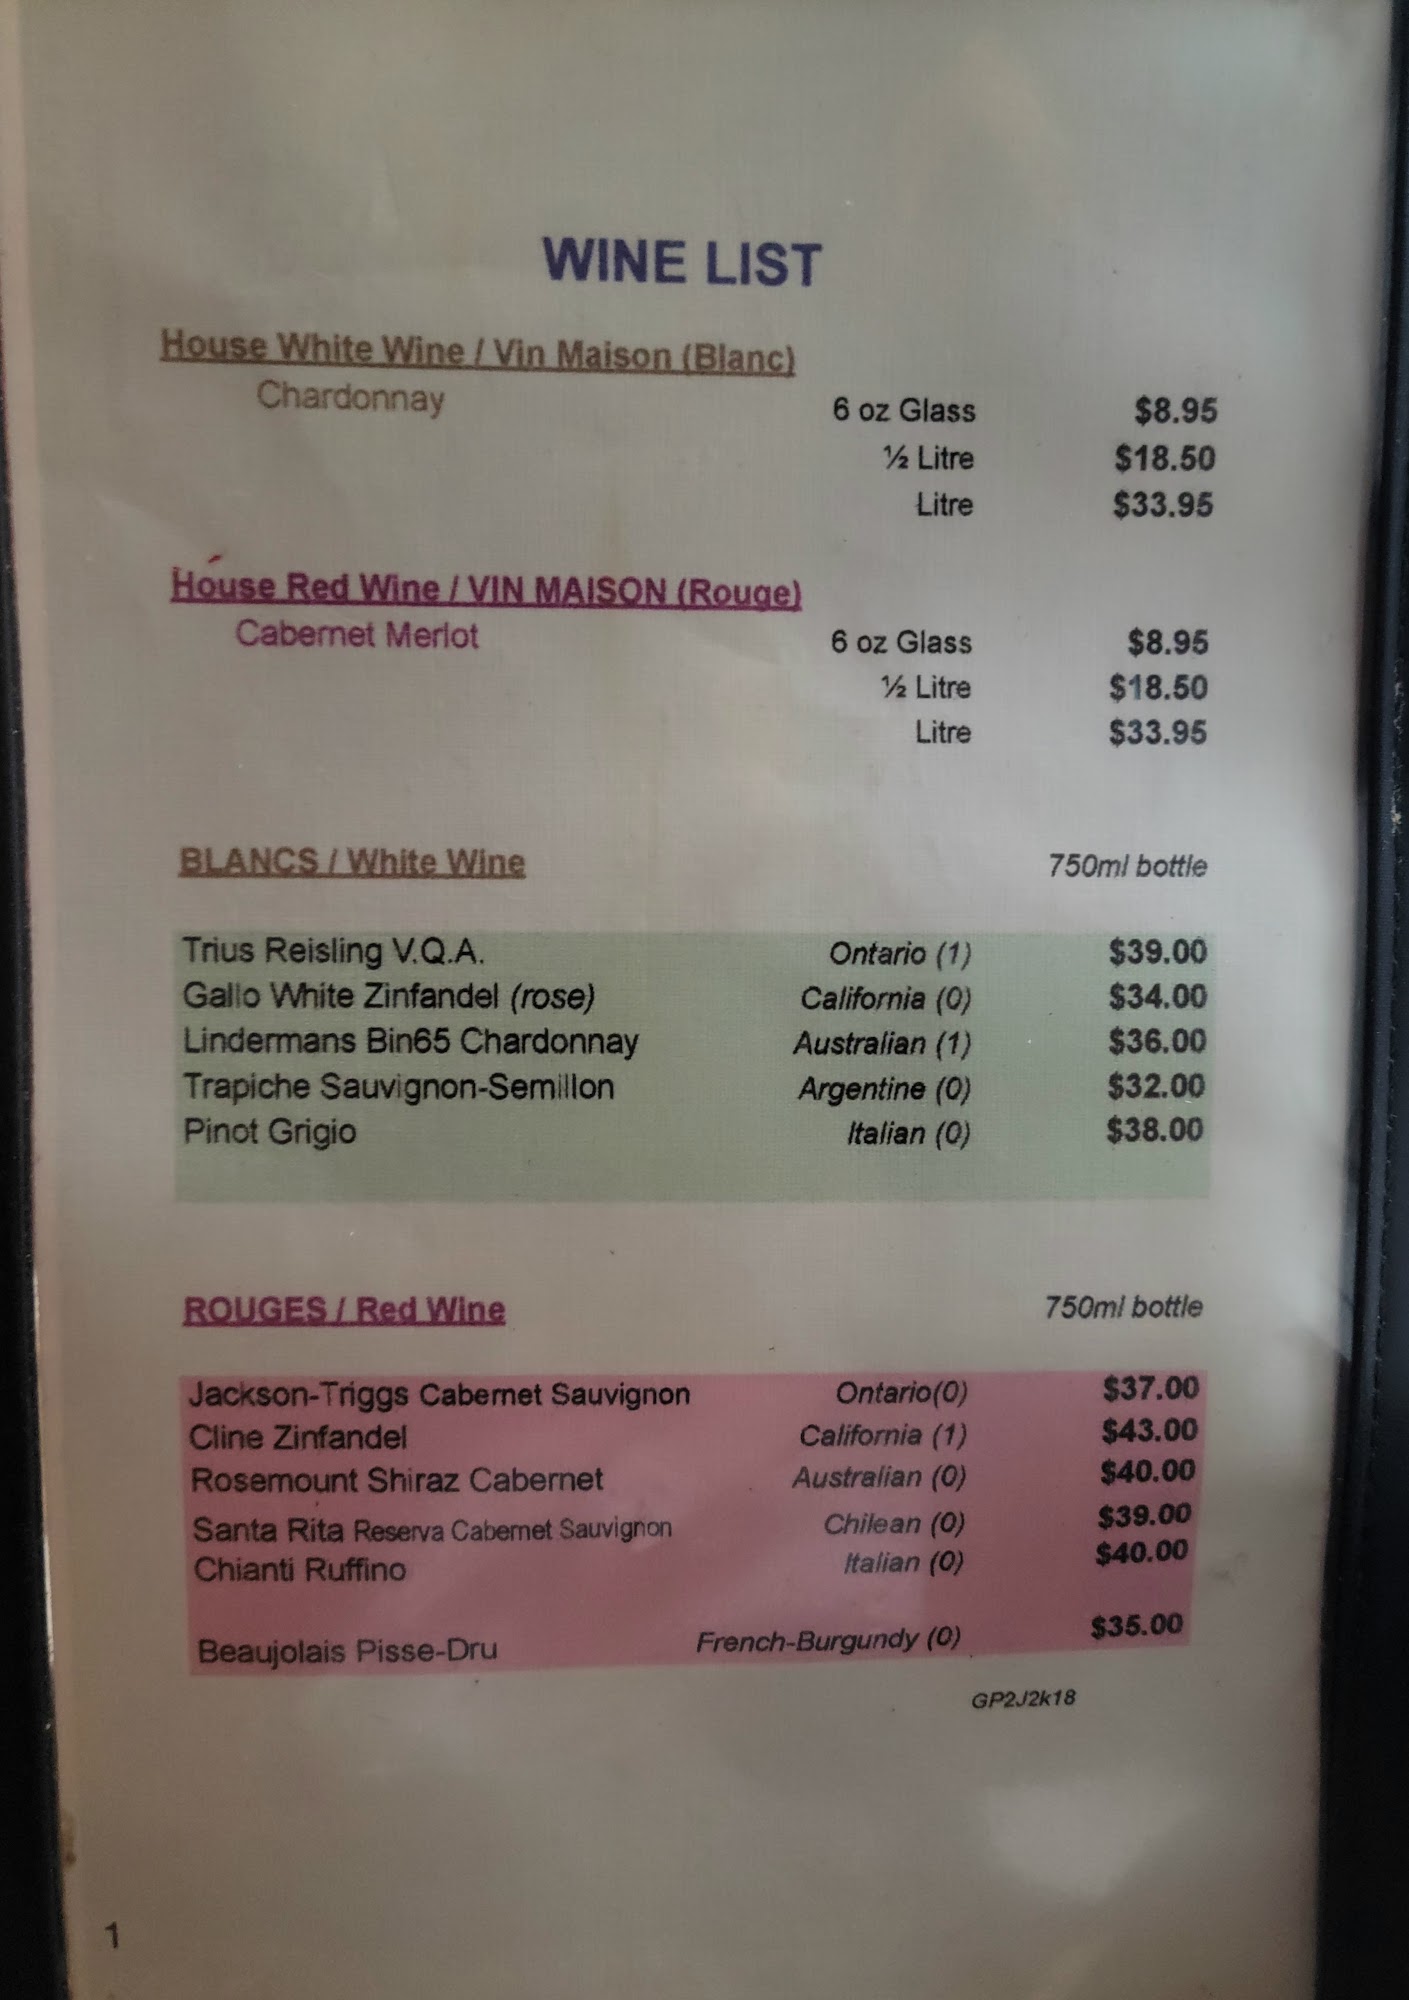 WINE LIST
House White Wine / Vin Maison (Blanc)
Chardonnay
6 oz Glass $8.95
½ Litre $18.50
Litre $33.95
House Red Wine / VIN MAISON (Rouge)
Cabernet Merlot
6 oz Glass $8.95
½ Litre $18.50
Litre $33.95
BLANCS / White Wine 750ml bottle
Trius Reisling V.Q.A. Ontario (1) $39.00
Gallo White Zinfandel (rose) California (0) $34.00
Lindermans Bin65 Chardonnay Australian (1) $36.00
Trapiche Sauvignon-Semillon Argentine (0) $32.00
Pinot Grigio Italian (0) $38.00
ROUGES / Red Wine 750ml bottle
Jackson-Triggs Cabernet Sauvignon Ontario(0) $37.00
Cline Zinfandel California (1) $43.00
Rosemount Shiraz Cabernet Australian (0) $40.00
Santa Rita Reserva Cabernet Sauvignon Chilean (0) $39.00
Chianti Ruffino Italian (0) $40.00
Beaujolais Pisse-Dru French-Burgundy (0) $35.00
GP2J2k18
1